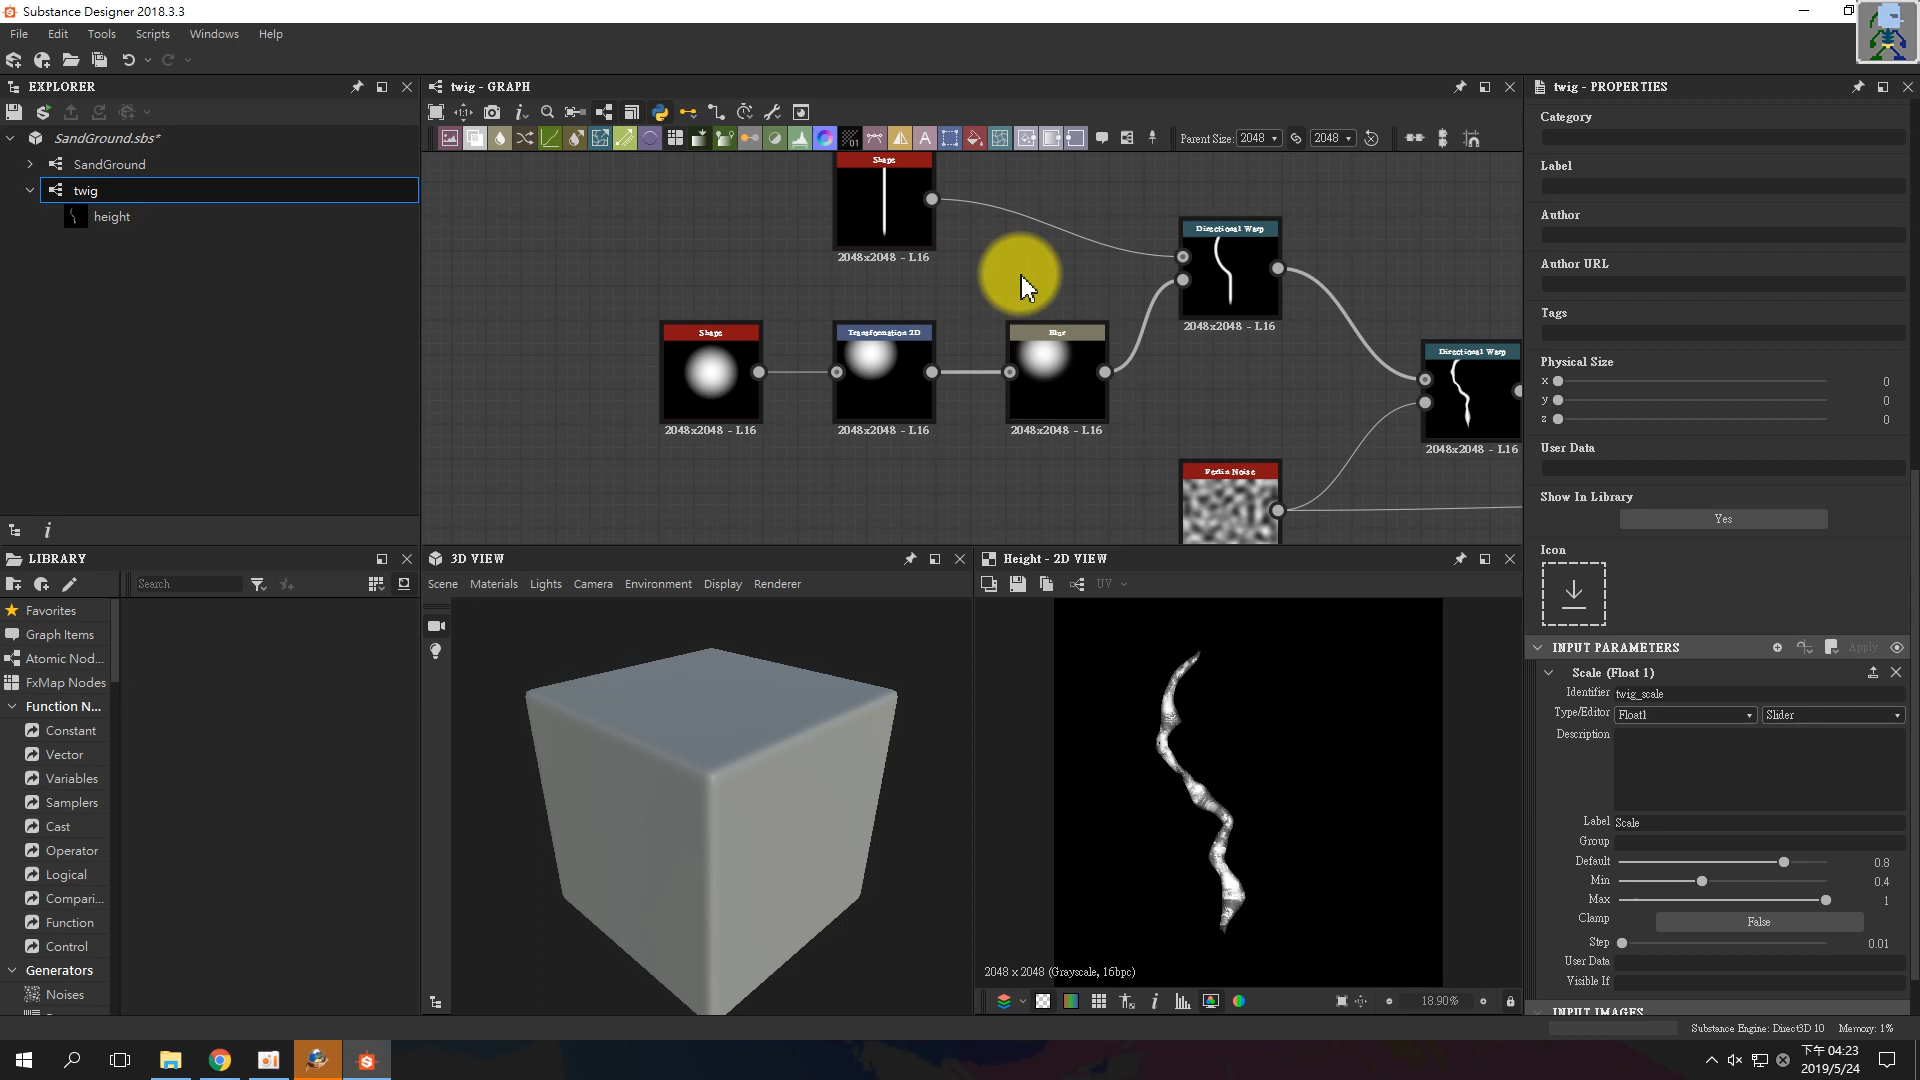 Substance Designer 2018.3.3
File Edit Tools Scripts Windows Help
EXPLORER
SandGround.sbs*
SandGround
twig
height
twig - GRAPH
Parent Size: 2048 2048
Shape
2048x2048 - L16
Directional Warp
2048x2048 - L16
Shape
2048x2048 - L16
Transformation 2D
2048x2048 - L16
Blur
2048x2048 - L16
Directional Warp
2048x2048 - L16
Perlin Noise
LIBRARY
Search
Favorites
Graph Items
Atomic Nod...
FxMap Nodes
Function N...
Constant
Vector
Variables
Samplers
Cast
Operator
Logical
Compari...
Function
Control
Generators
Noises
3D VIEW
Scene Materials Lights Camera Environment Display Renderer
Height - 2D VIEW
UV
2048 x 2048 (Grayscale, 16bpc)
18.90%
twig - PROPERTIES
Category
Label
Author
Author URL
Tags
Physical Size
x 0
y 0
z 0
User Data
Show In Library
Yes
Icon
INPUT PARAMETERS
Apply
Scale (Float 1)
Identifier twig_scale
Type/Editor Float1 Slider
Description
Label Scale
Group
Default 0.8
Min 0.4
Max 1
Clamp False
Step 0.01
User Data
Visible If
INPUT IMAGES
Substance Engine: Direct3D 10 Memory: 1%
下午 04:23
2019/5/24